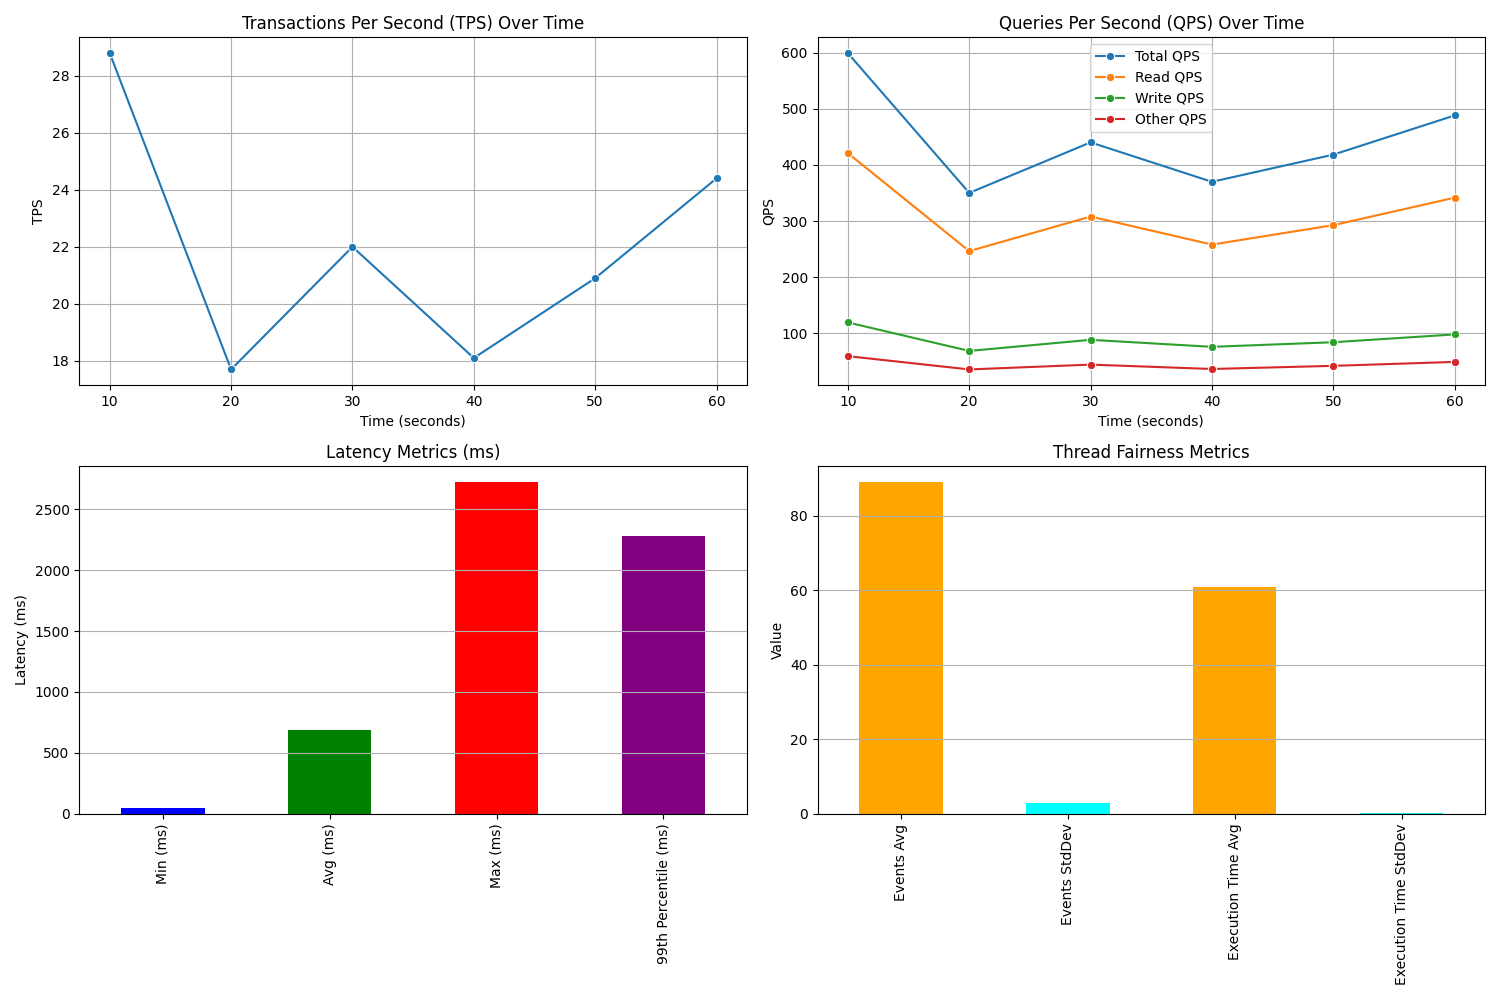 Transactions Per Second (TPS) Over Time
TPS
28
26
24
22
20
18
10 20 30 40 50 60
Time (seconds)
Queries Per Second (QPS) Over Time
QPS
600
500
400
300
200
100
Total QPS
Read QPS
Write QPS
Other QPS
10 20 30 40 50 60
Time (seconds)
Latency Metrics (ms)
Latency (ms)
2500
2000
1500
1000
500
0
Min (ms)
Avg (ms)
Max (ms)
99th Percentile (ms)
Thread Fairness Metrics
Value
80
60
40
20
0
Events Avg
Events StdDev
Execution Time Avg
Execution Time StdDev